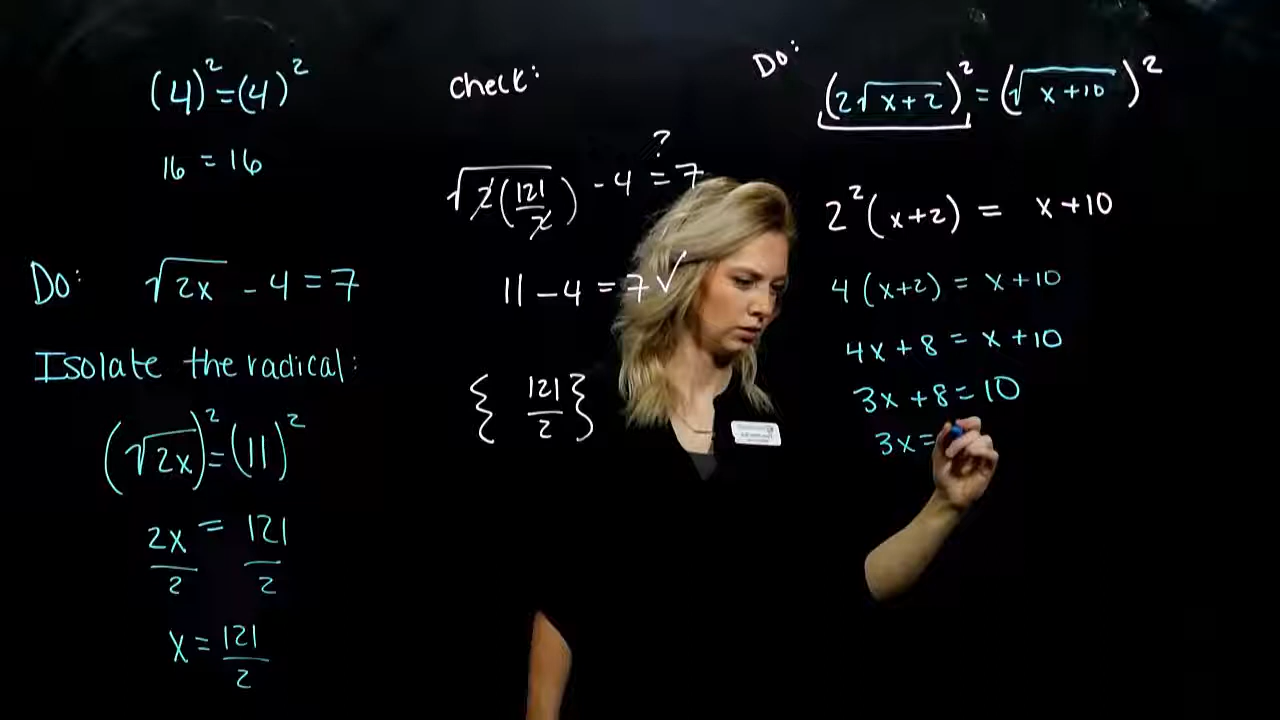 (4)² = (4)²
16 = 16
Do: √2x - 4 = 7
Isolate the radical:
(√2x)² = (11)²
2x = 121
2 2
x = 121
2
Check:
?
√2(121/2) - 4 = 7
11 - 4 = 7 ✓
{ 121/2 }
Do: (2√x+2)² = (√x+10)²
2²(x+2) = x+10
4(x+2) = x+10
4x+8 = x+10
3x+8=10
3x=